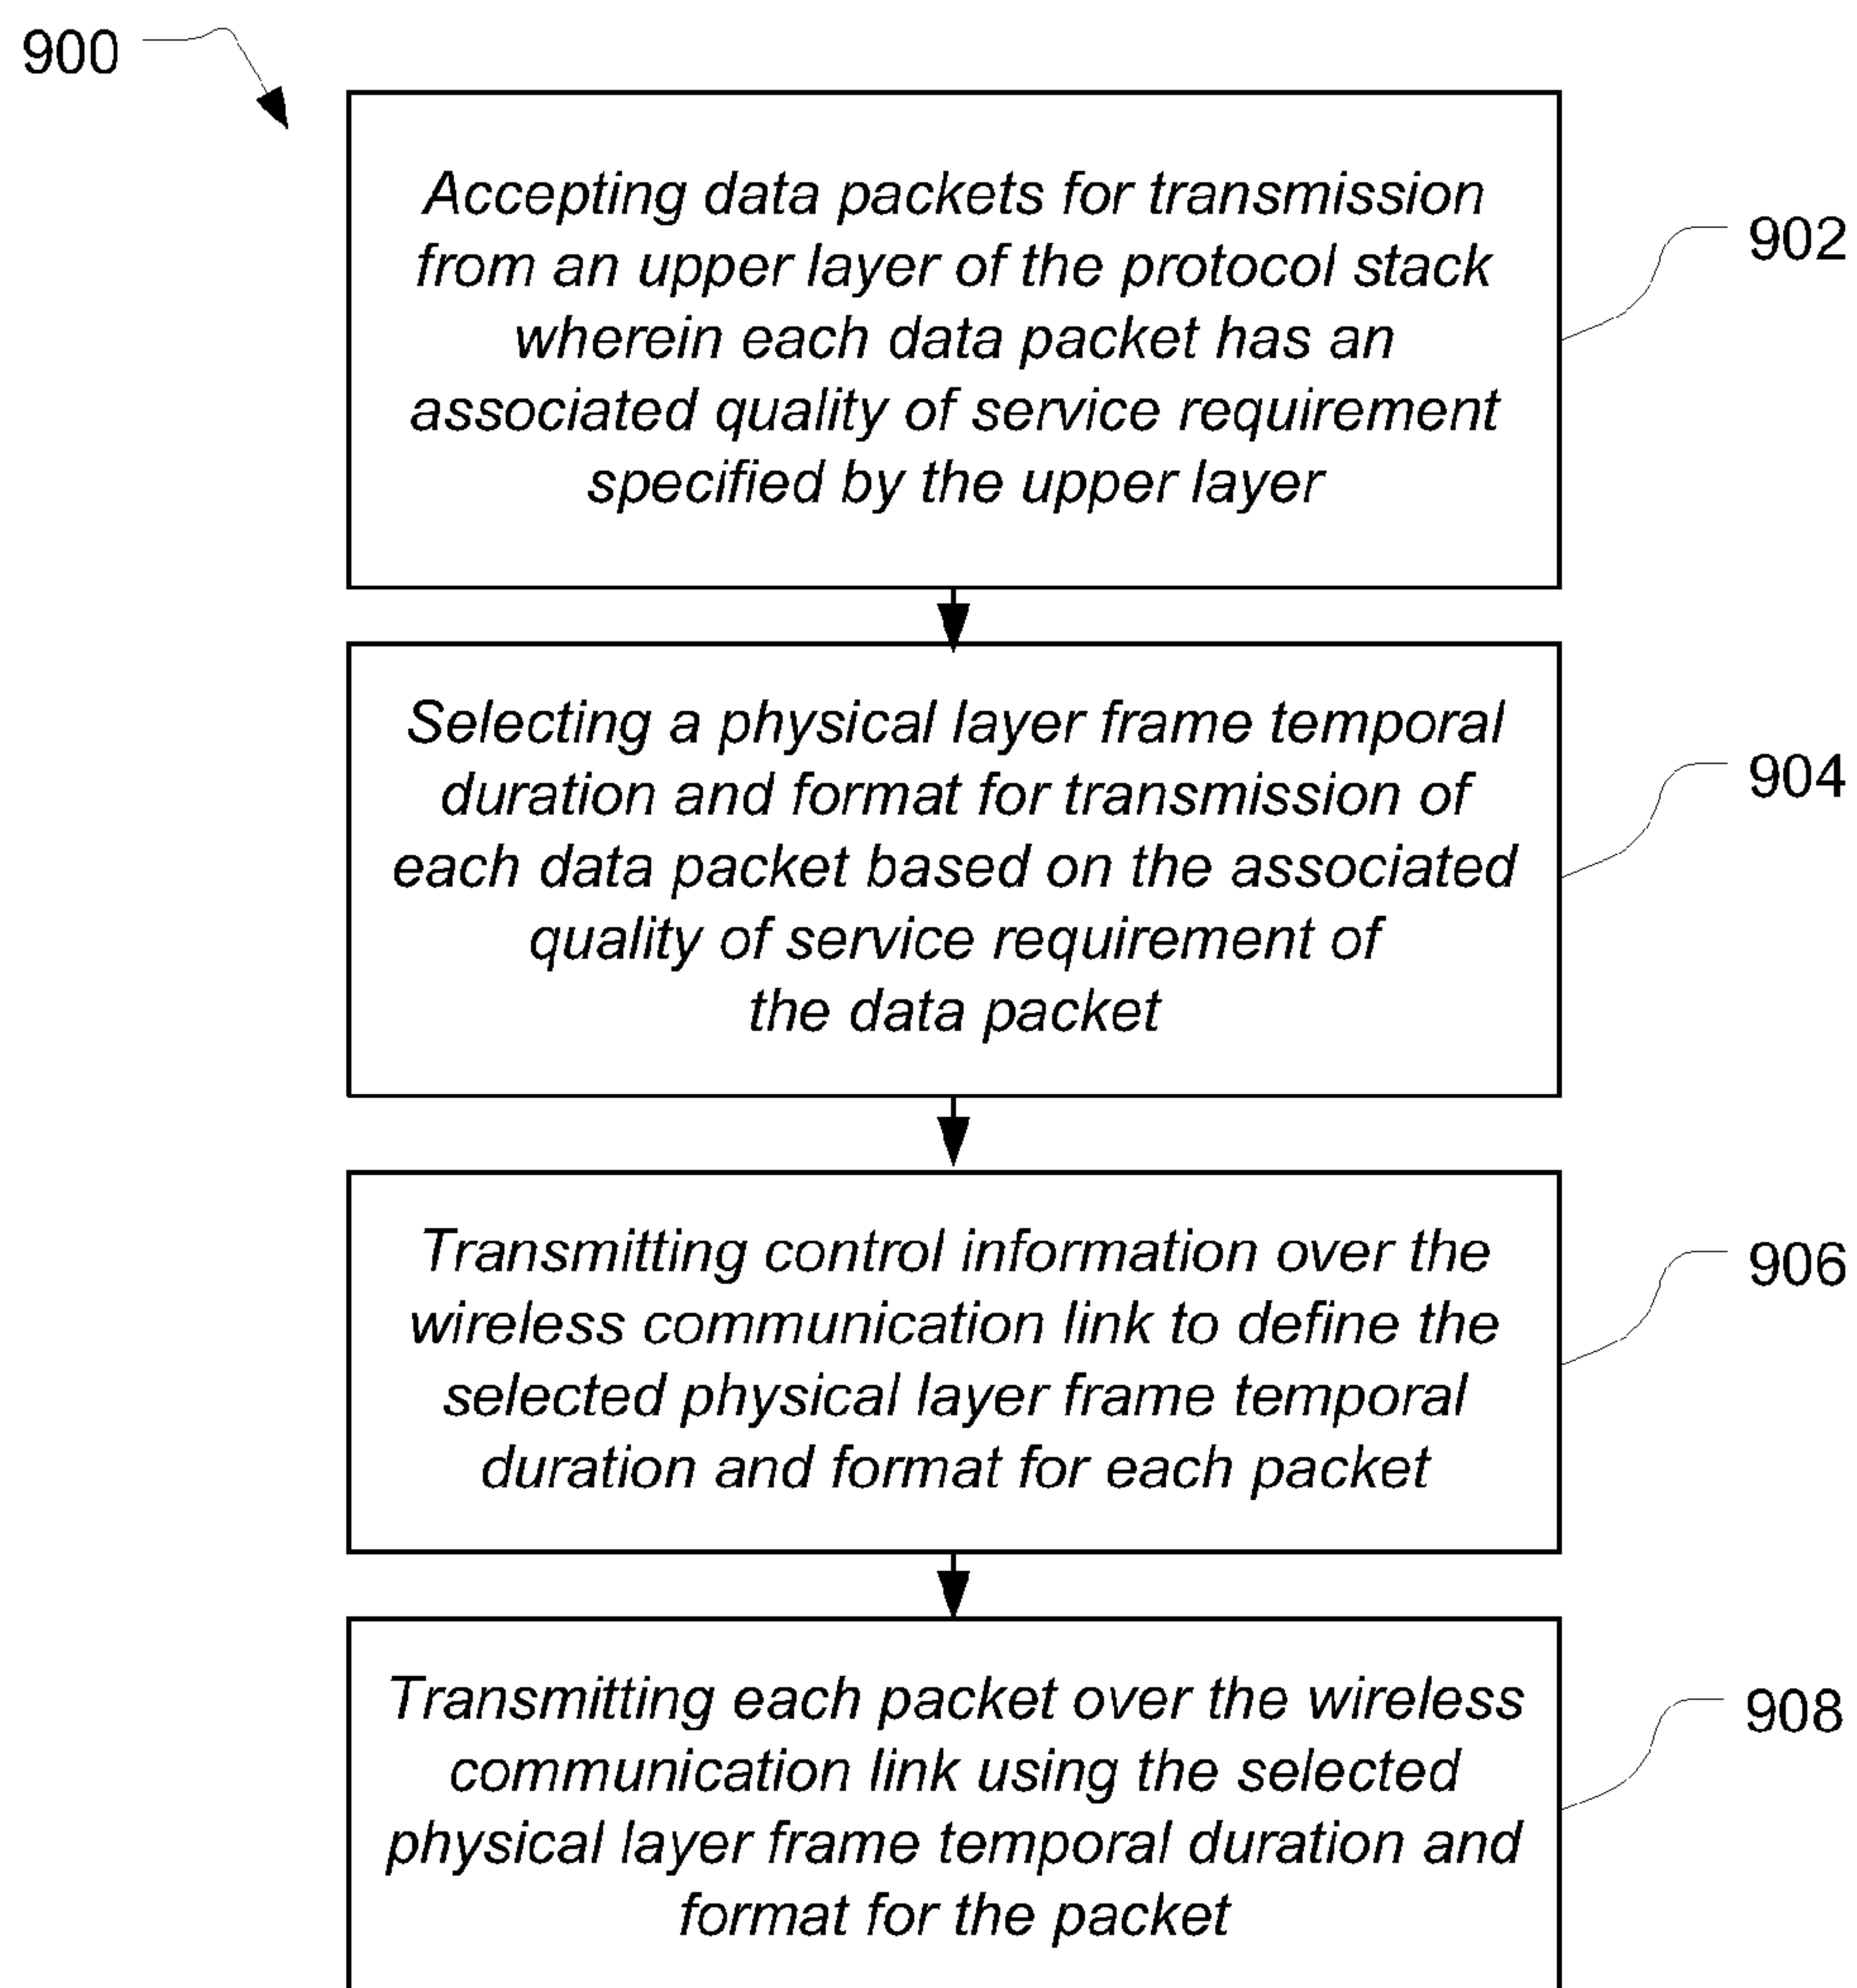 900
Accepting data packets for transmission
from an upper layer of the protocol stack
wherein each data packet has an
associated quality of service requirement
specified by the upper layer
902
Selecting a physical layer frame temporal
duration and format for transmission of
each data packet based on the associated
quality of service requirement of
the data packet
904
Transmitting control information over the
wireless communication link to define the
selected physical layer frame temporal
duration and format for each packet
906
Transmitting each packet over the wireless
communication link using the selected
physical layer frame temporal duration and
format for the packet
908